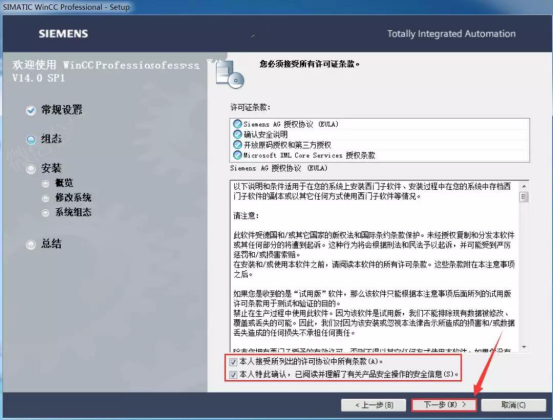 SIMATIC WinCC Professional - Setup
SIEMENS
Totally Integrated Automation
欢迎使用 WinCC Professional
V14.0 SP1
您必须接受所有许可证条款。
常规设置
组态
安装
概览
修改系统
系统组态
总结
许可证条款:
Siemens AG 授权协议 (EULA)
确认安全说明
开放源码授权和第三方授权
Microsoft XML Core Services 授权条款
Siemens AG 授权协议 (EULA)
以下说明和条件适用于在您的系统上安装西门子软件、安装过程中在您的系统中存档西
门子软件的副本或以其它任何方式使用西门子软件等情况。
请注意:
此软件受德国和/或其它国家的版权法和国际条约条款保护。未经授权复制和分发本软件
或其任何部分的将遭到起诉。这种行为将会根据刑法和民法予以起诉，并可能受到严厉
惩罚和/或损害索赔。
在安装和/或使用本软件之前，请阅读本软件的所有许可条款。这些条款附在本注意事项
之后。
如果您是收到的是“试用版”软件，那么该软件只能根据本注意事项后面所列的试用版
许可条款用于测试和验证的目的。
禁止在生产过程中使用此软件。因为该软件是试用版，我们不能排除现有数据被修改、
覆盖或丢失的可能。因此，我们对因为该安装或忽视本法律告示所造成的损害和/或数据
丢失造成的任何损失不承担任何责任。
本人接受所列出的许可协议中所有条款(A)。
本人特此确认，已阅读并理解了有关产品安全操作的安全信息(S)。
< 上一步(B)
下一步(N) >
取消(C)